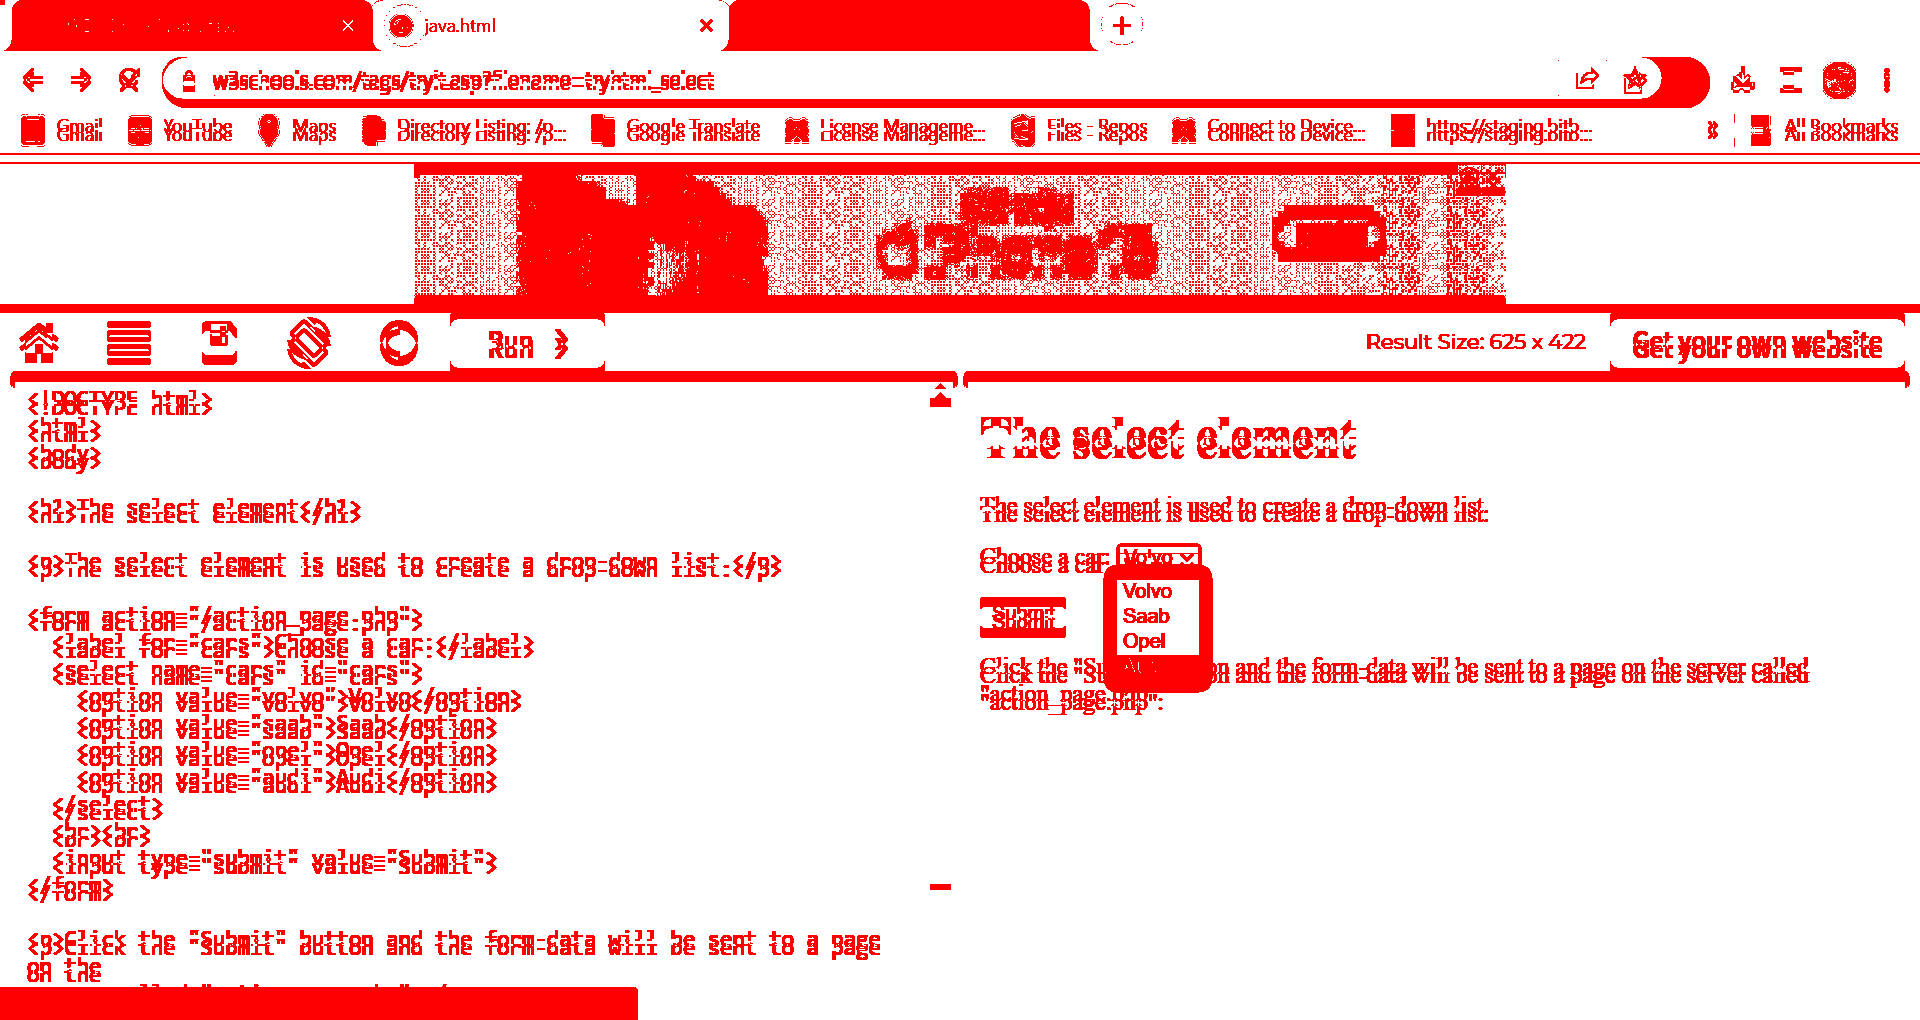 java.html
w3schools.com/tags/tryit.asp?filename=tryhtml_select
Gmail YouTube Maps Directory Listing: /p... Google Translate License Manageme... Files - Repos Connect to Device... https://staging.bitb... All Bookmarks
Run Result Size: 625 x 422 Get your own website
<!DOCTYPE html>
<html>
<body>
<h1>The select element</h1>
<p>The select element is used to create a drop-down list.</p>
<form action="/action_page.php">
<label for="cars">Choose a car:</label>
<select name="cars" id="cars">
<option value="volvo">Volvo</option>
<option value="saab">Saab</option>
<option value="opel">Opel</option>
<option value="audi">Audi</option>
</select>
<br><br>
<input type="submit" value="Submit">
</form>
<p>Click the "Submit" button and the form-data will be sent to a page
on the
The select element
The select element is used to create a drop-down list.
Choose a car: Volvo
Volvo
Saab
Opel
Submit
Click the "Su on and the form-data will be sent to a page on the server called
"action_page.php".